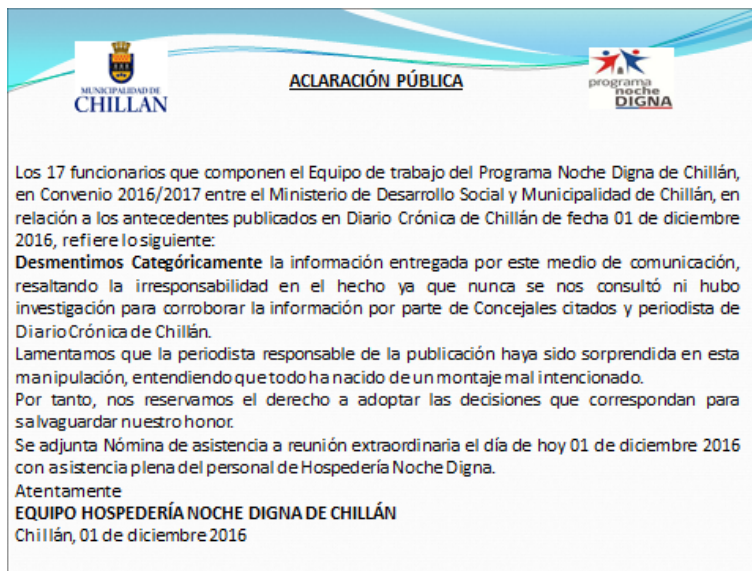 MUNICIPALIDAD DE
CHILLAN
ACLARACIÓN PÚBLICA
programa
noche
DIGNA
Los 17 funcionarios que componen el Equipo de trabajo del Programa Noche Digna de Chillán,
en Convenio 2016/2017 entre el Ministerio de Desarrollo Social y Municipalidad de Chillán, en
relación a los antecedentes publicados en Diario Crónica de Chillán de fecha 01 de diciembre
2016, refiere lo siguiente:
Desmentimos Categóricamente la información entregada por este medio de comunicación,
resaltando la irresponsabilidad en el hecho ya que nunca se nos consultó ni hubo
investigación para corroborar la información por parte de Concejales citados y periodista de
Diario Crónica de Chillán.
Lamentamos que la periodista responsable de la publicación haya sido sorprendida en esta
manipulación, entendiendo que todo ha nacido de un montaje mal intencionado.
Por tanto, nos reservamos el derecho a adoptar las decisiones que correspondan para
salvaguardar nuestro honor.
Se adjunta Nómina de asistencia a reunión extraordinaria el día de hoy 01 de diciembre 2016
con asistencia plena del personal de Hospedería Noche Digna.
Atentamente
EQUIPO HOSPEDERÍA NOCHE DIGNA DE CHILLÁN
Chillán, 01 de diciembre 2016